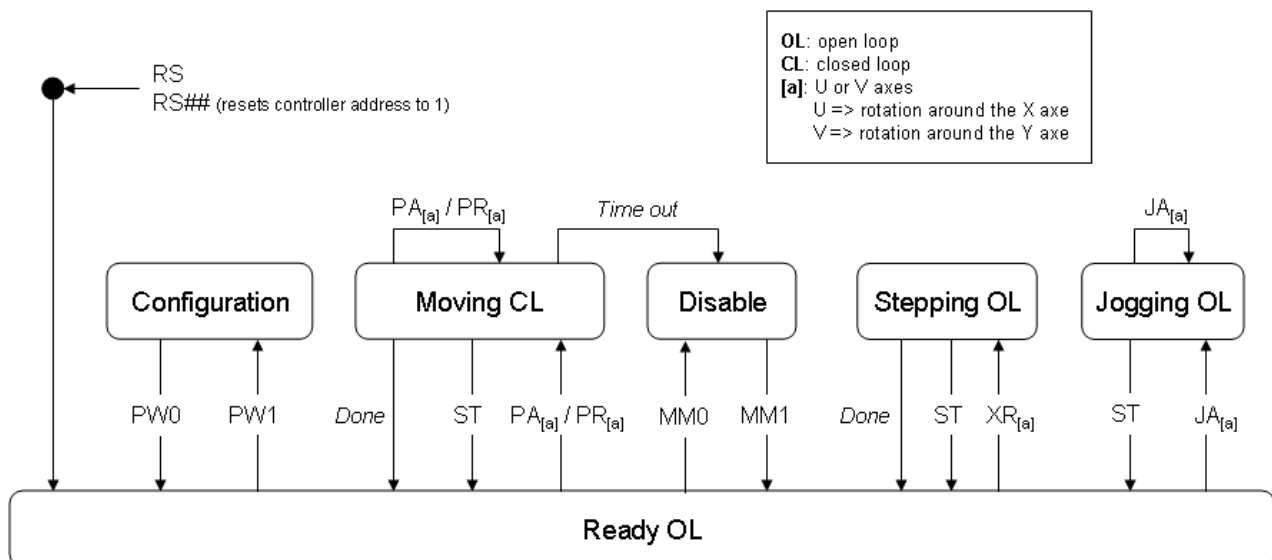 OL: open loop
CL: closed loop
[a]: U or V axes
U => rotation around the X axe
V => rotation around the Y axe
RS
RS## (resets controller address to 1)
PA[a] / PR[a]
Time out
JA[a]
Configuration
Moving CL
Disable
Stepping OL
Jogging OL
PW0
PW1
Done
ST
PA[a] / PR[a]
MM0
MM1
Done
ST
XR[a]
ST
JA[a]
Ready OL